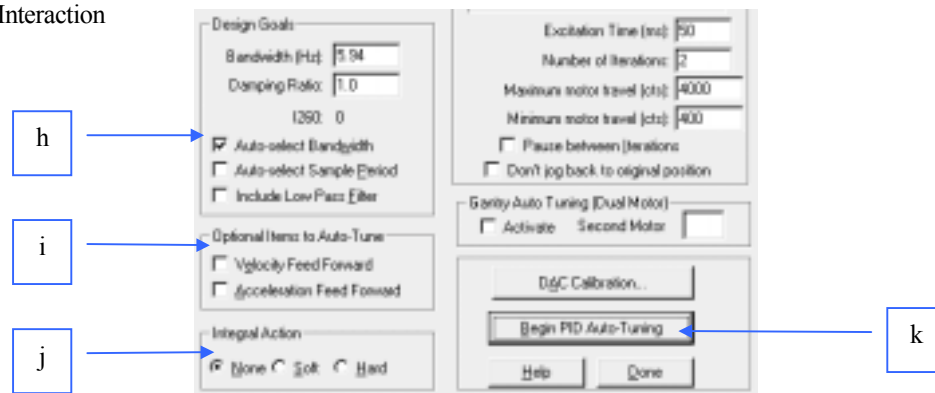 Interaction
Design Goals
Bandwidth (Hz): 5.94
Damping Ratio: 1.0
I260: 0
Auto-select Bandwidth
Auto-select Sample Period
Include Low Pass Filter
Optional Items to Auto-Tune
Velocity Feed Forward
Acceleration Feed Forward
Integral Action
None Soft Hard
Excitation Time (ms): 50
Number of Iterations: 2
Maximum motor travel (cts): 4000
Minimum motor travel (cts): 400
Pause between Iterations
Don't jog back to original position
Gantry Auto Tuning (Dual Motor)
Activate Second Motor
DAC Calibration...
Begin PID Auto-Tuning
Help Done
h
i
j
k